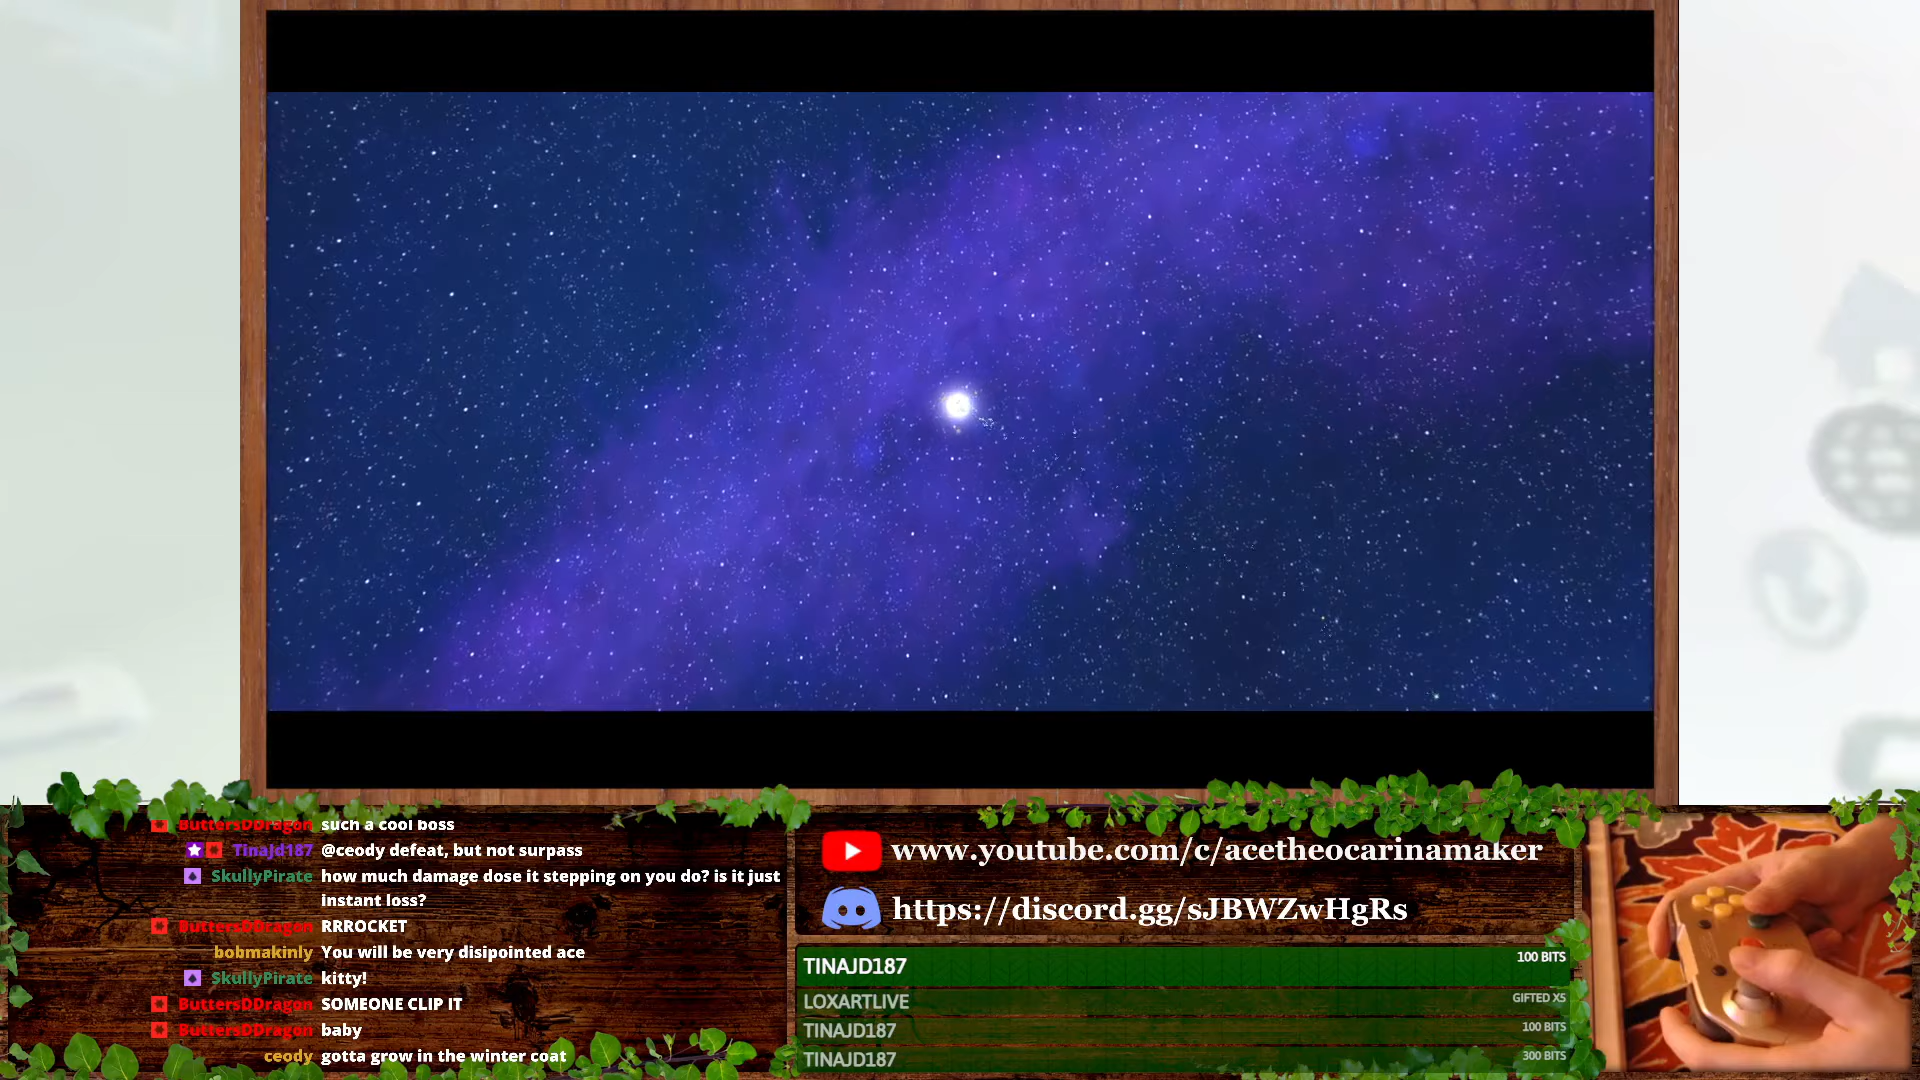 ButtersDDragon such a cool boss
TinaJd187 @ceody defeat, but not surpass
SkullyPirate how much damage dose it stepping on you do? is it just
instant loss?
ButtersDDragon RRROCKET
bobmakinly You will be very disipointed ace
SkullyPirate kitty!
ButtersDDragon SOMEONE CLIP IT
ButtersDDragon baby
ceody gotta grow in the winter coat
www.youtube.com/c/acetheocarinamaker
https://discord.gg/sJBWZwHgRs
TINAJD187 100 BITS
LOXARTLIVE GIFTED X5
TINAJD187 100 BITS
TINAJD187 300 BITS